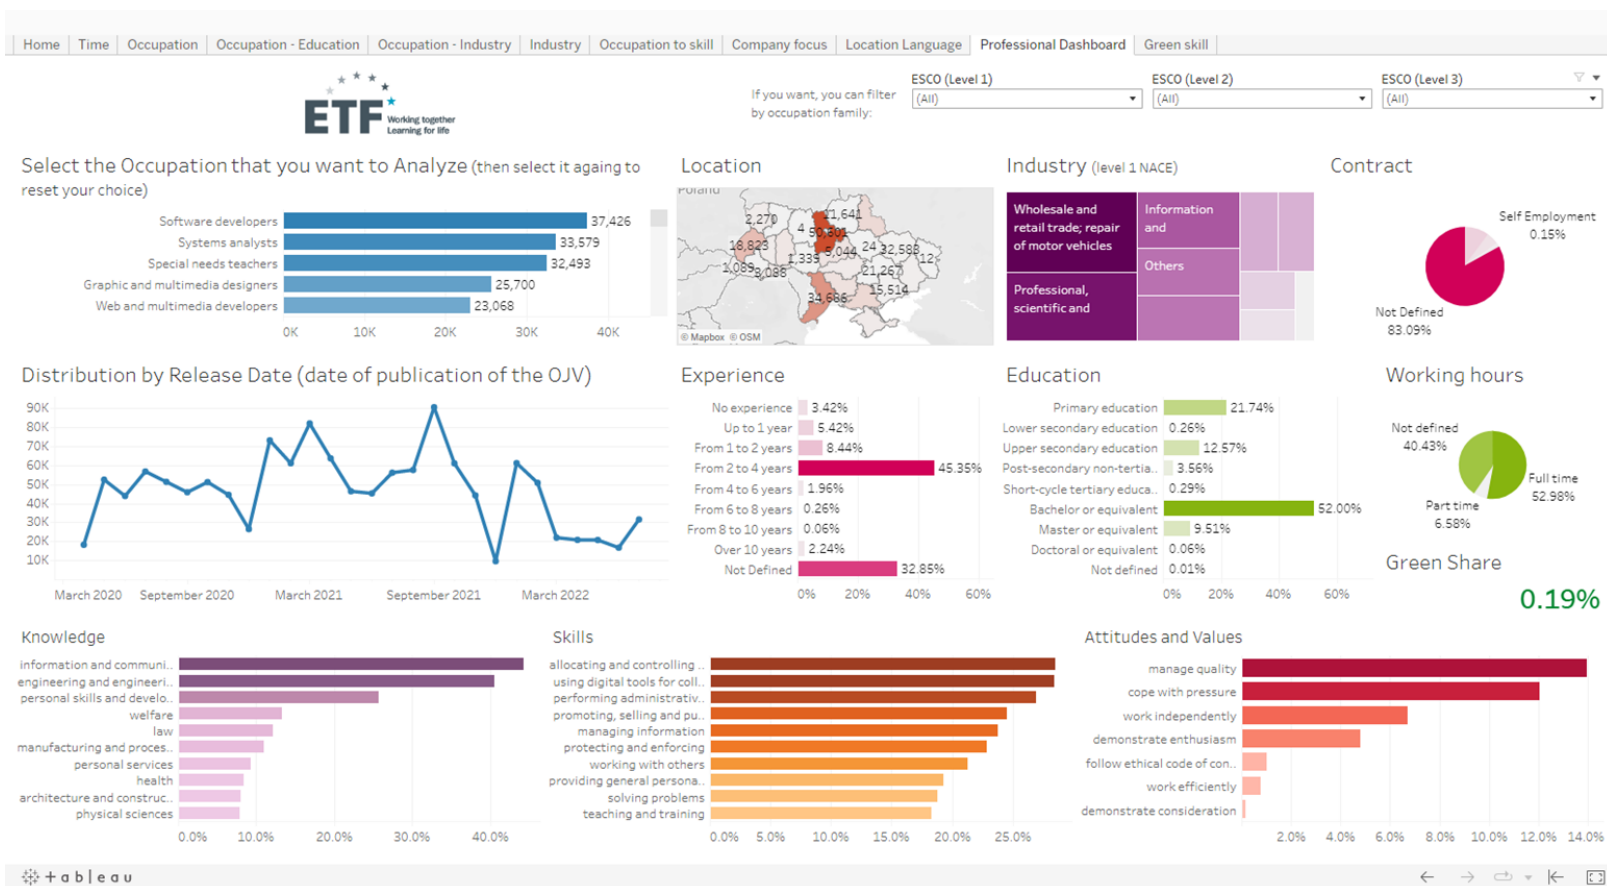 Home
Time
Occupation
Occupation - Education
Occupation - Industry
Industry
Occupation to skill
Company focus
Location Language
Professional Dashboard
Green skill
ETF
Working together
Learning for life
If you want, you can filter
by occupation family:
ESCO (Level 1)
(All)
ESCO (Level 2)
(All)
ESCO (Level 3)
(All)
Select the Occupation that you want to Analyze (then select it againg to
reset your choice)
Software developers 37,426
Systems analysts 33,579
Special needs teachers 32,493
Graphic and multimedia designers 25,700
Web and multimedia developers 23,068
0K 10K 20K 30K 40K
Location
Poland
2,270
4
21,641
18,823
1,339
5,044
24
32,583
12
1,089
3,088
21,267
34,686
15,514
© Mapbox © OSM
Industry (level 1 NACE)
Wholesale and
retail trade; repair
of motor vehicles
Professional,
scientific and
Information
and
Others
Contract
Self Employment
0.15%
Not Defined
83.09%
Distribution by Release Date (date of publication of the OJV)
90K
80K
70K
60K
50K
40K
30K
20K
10K
March 2020 September 2020 March 2021 September 2021 March 2022
Experience
No experience 3.42%
Up to 1 year 5.42%
From 1 to 2 years 8.44%
From 2 to 4 years 45.35%
From 4 to 6 years 1.96%
From 6 to 8 years 0.26%
From 8 to 10 years 0.06%
Over 10 years 2.24%
Not Defined 32.85%
0% 20% 40% 60%
Education
Primary education 21.74%
Lower secondary education 0.26%
Upper secondary education 12.57%
Post-secondary non-tertia.. 3.56%
Short-cycle tertiary educa.. 0.29%
Bachelor or equivalent 52.00%
Master or equivalent 9.51%
Doctoral or equivalent 0.06%
Not defined 0.01%
0% 20% 40% 60%
Working hours
Not defined
40.43%
Full time
52.98%
Part time
6.58%
Green Share
0.19%
Knowledge
information and communi..
engineering and engineeri..
personal skills and develo..
welfare
law
manufacturing and proces..
personal services
health
architecture and construc..
physical sciences
0.0% 10.0% 20.0% 30.0% 40.0%
Skills
allocating and controlling ..
using digital tools for coll..
performing administrativ..
promoting, selling and pu..
managing information
protecting and enforcing
working with others
providing general persona..
solving problems
teaching and training
0.0% 5.0% 10.0% 15.0% 20.0% 25.0%
Attitudes and Values
manage quality
cope with pressure
work independently
demonstrate enthusiasm
follow ethical code of con..
work efficiently
demonstrate consideration
2.0% 4.0% 6.0% 8.0% 10.0% 12.0% 14.0%
+ a b l e a u